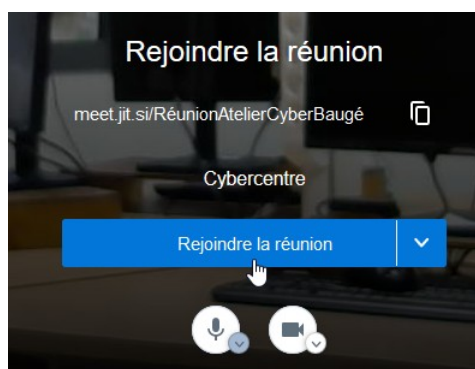 Rejoindre la réunion
meet.jit.si/RéunionAtelierCyberBaugé
Cybercentre
Rejoindre la réunion